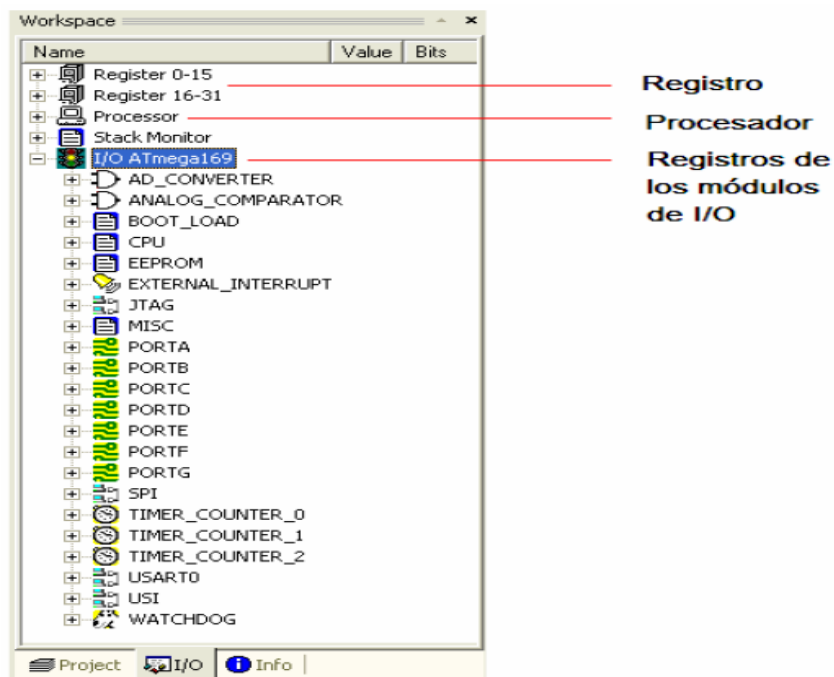 Workspace
Name Value Bits
Register 0-15
Register 16-31
Processor
Stack Monitor
I/O ATmega169
AD_CONVERTER
ANALOG_COMPARATOR
BOOT_LOAD
CPU
EEPROM
EXTERNAL_INTERRUPT
JTAG
MISC
PORTA
PORTB
PORTC
PORTD
PORTE
PORTF
PORTG
SPI
TIMER_COUNTER_0
TIMER_COUNTER_1
TIMER_COUNTER_2
USART0
USI
WATCHDOG
Project I/O Info
Registro
Procesador
Registros de
los módulos
de I/O